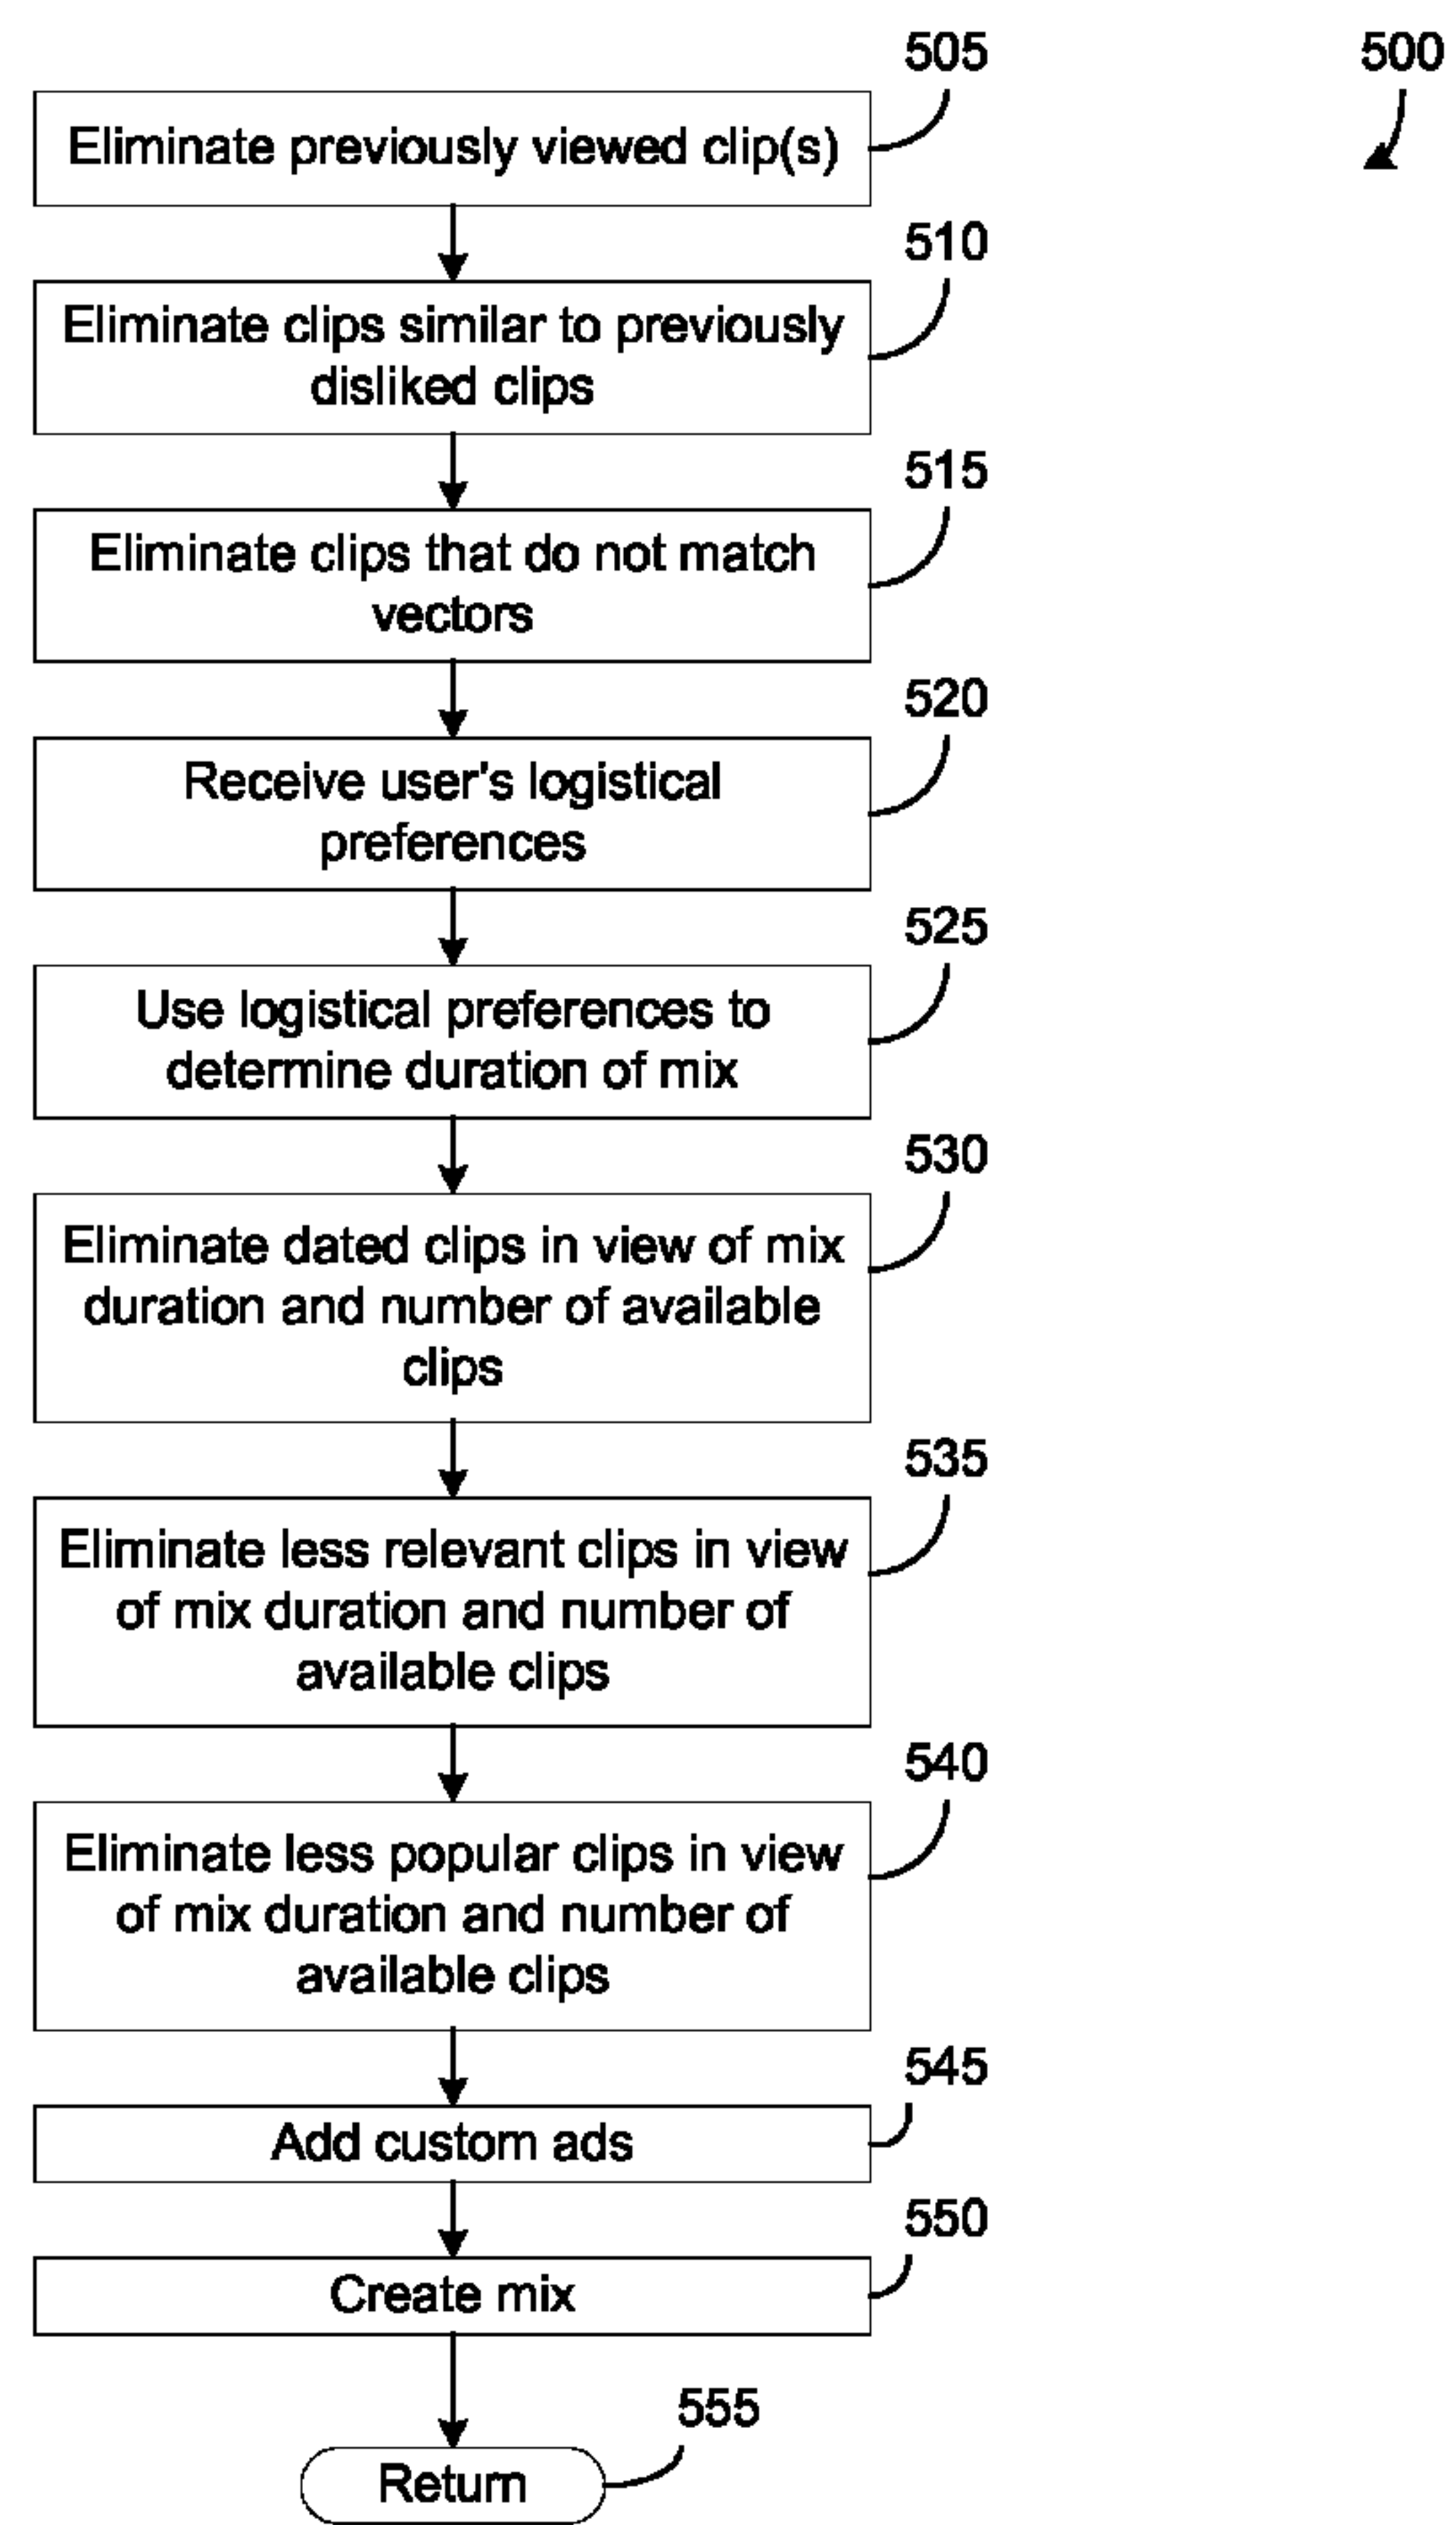 505
500
Eliminate previously viewed clip(s)
510
Eliminate clips similar to previously
disliked clips
515
Eliminate clips that do not match
vectors
520
Receive user's logistical
preferences
525
Use logistical preferences to
determine duration of mix
530
Eliminate dated clips in view of mix
duration and number of available
clips
535
Eliminate less relevant clips in view
of mix duration and number of
available clips
540
Eliminate less popular clips in view
of mix duration and number of
available clips
545
Add custom ads
550
Create mix
555
Return